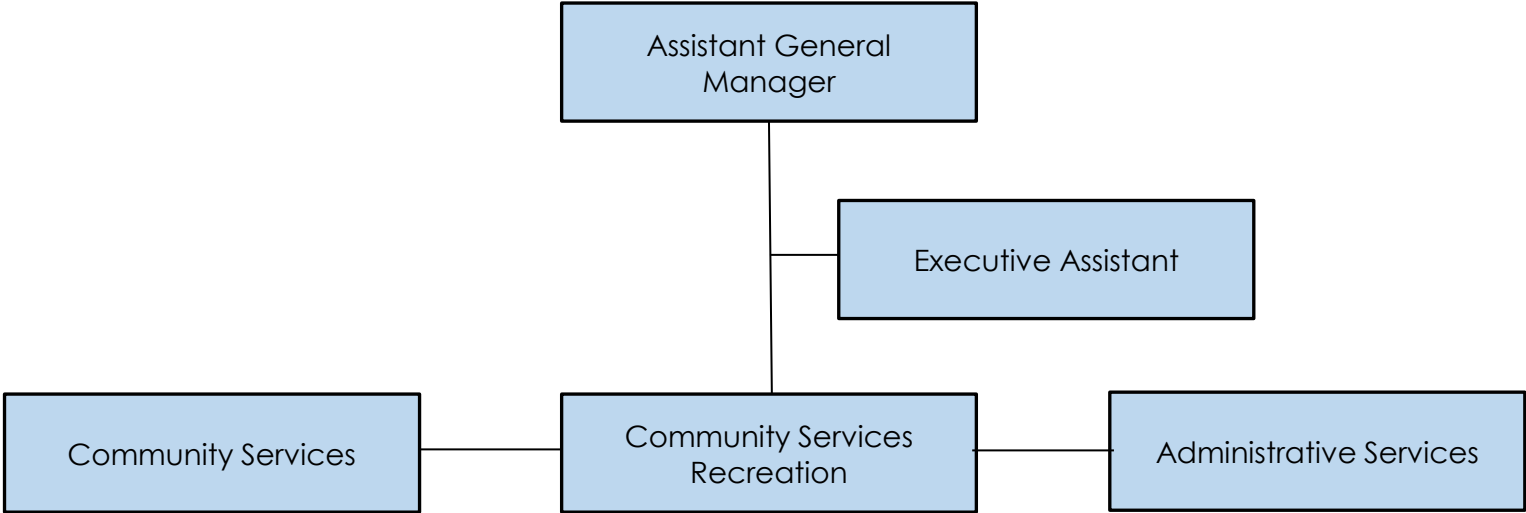 Assistant General
Manager
Executive Assistant
Community Services
Community Services
Recreation
Administrative Services